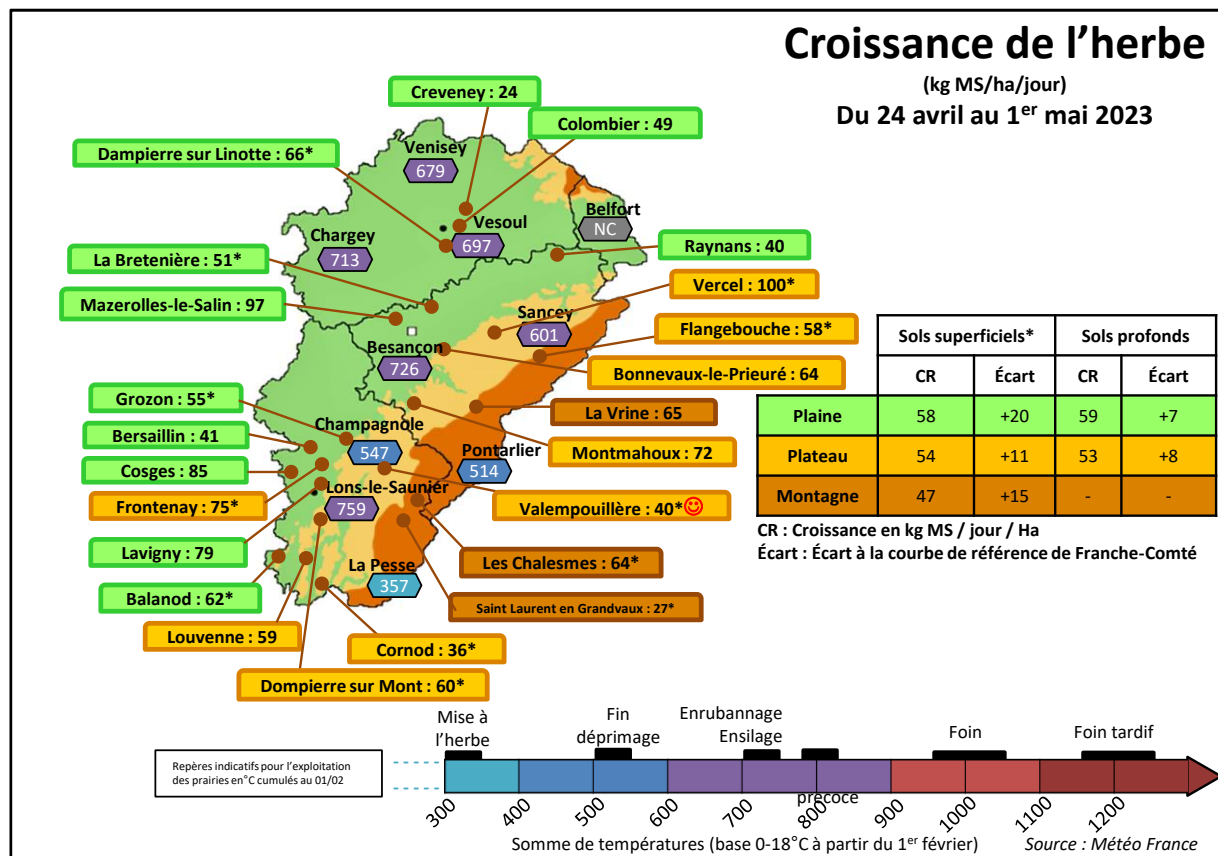 Croissance de l’herbe
(kg MS/ha/jour)
Du 24 avril au 1er mai 2023
Creveney : 24
Colombier : 49
Dampierre sur Linotte : 66*
Venisey
679
Belfort
NC
Vesoul
697
Chargey
713
Raynans : 40
La Bretenière : 51*
Vercel : 100*
Mazerolles-le-Salin : 97
Sancey
601
Flangebouche : 58*
Besançon
726
Bonnevaux-le-Prieuré : 64
Grozon : 55*
La Vrine : 65
Champagnole
547
Bersaillin : 41
Montmahoux : 72
Pontarlier
514
Cosges : 85
Lons-le-Saunier
759
Frontenay : 75*
Valempouillère : 40*
Lavigny : 79
Les Chalesmes : 64*
La Pesse
357
Balanod : 62*
Saint Laurent en Grandvaux : 27*
Louvenne : 59
Cornod : 36*
Dompierre sur Mont : 60*
Sols superficiels* Sols profonds
CR Écart CR Écart
Plaine 58 +20 59 +7
Plateau 54 +11 53 +8
Montagne 47 +15 - -
CR : Croissance en kg MS / jour / Ha
Écart : Écart à la courbe de référence de Franche-Comté
Mise à
l’herbe
Fin
déprimage
Enrubannage
Ensilage
Foin
Foin tardif
Repères indicatifs pour l’exploitation
des prairies en°C cumulés au 01/02
précoce
300 400 500 600 700 800 900 1000 1100 1200
Somme de températures (base 0-18°C à partir du 1er février)
Source : Météo France